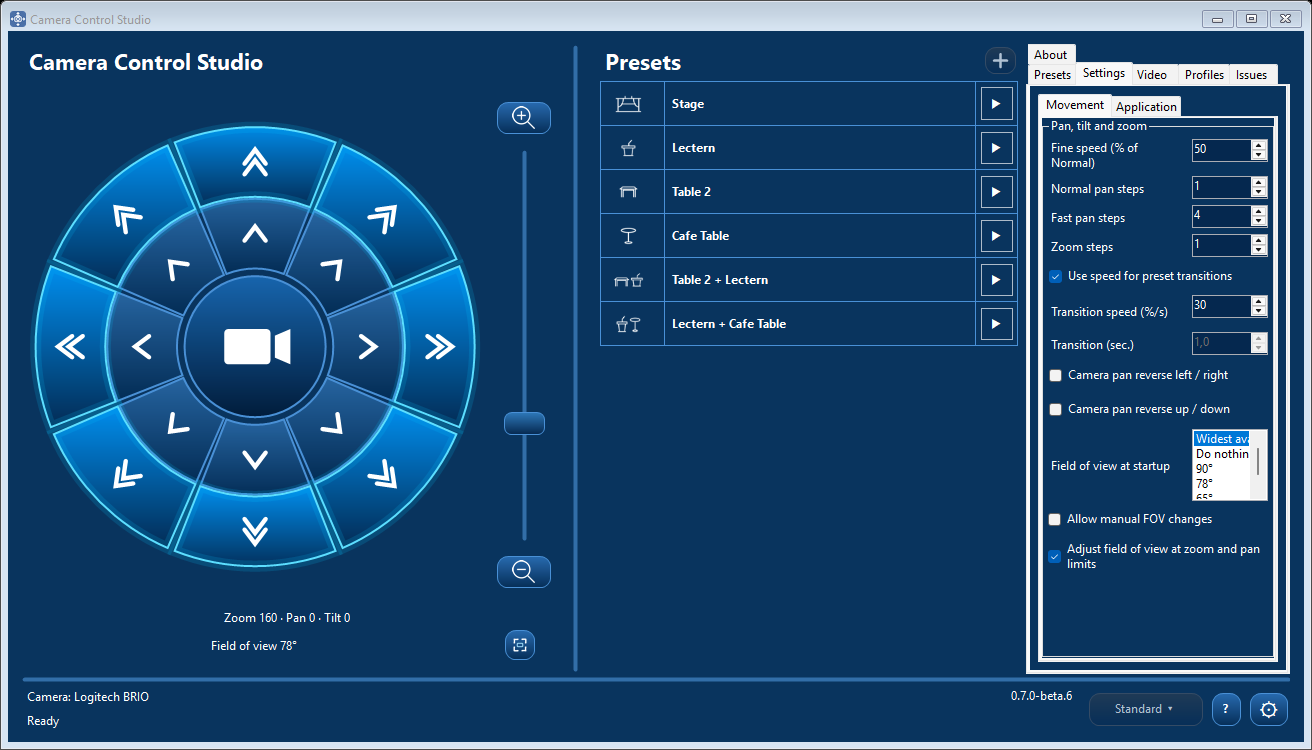 Camera Control Studio
Camera Control Studio
Zoom 160 · Pan 0 · Tilt 0
Field of view 78°
Presets
Stage
Lectern
Table 2
Cafe Table
Table 2 + Lectern
Lectern + Cafe Table
About
Presets Settings Video Profiles Issues
Movement Application
Pan, tilt and zoom
Fine speed (% of
Normal)
50
Normal pan steps 1
Fast pan steps 4
Zoom steps 1
Use speed for preset transitions
Transition speed (%/s) 30
Transition (sec.) 1,0
Camera pan reverse left / right
Camera pan reverse up / down
Field of view at startup
Widest ava
Do nothin
90°
78°
65°
Allow manual FOV changes
Adjust field of view at zoom and pan
limits
Camera: Logitech BRIO
Ready
0.7.0-beta.6
Standard
?